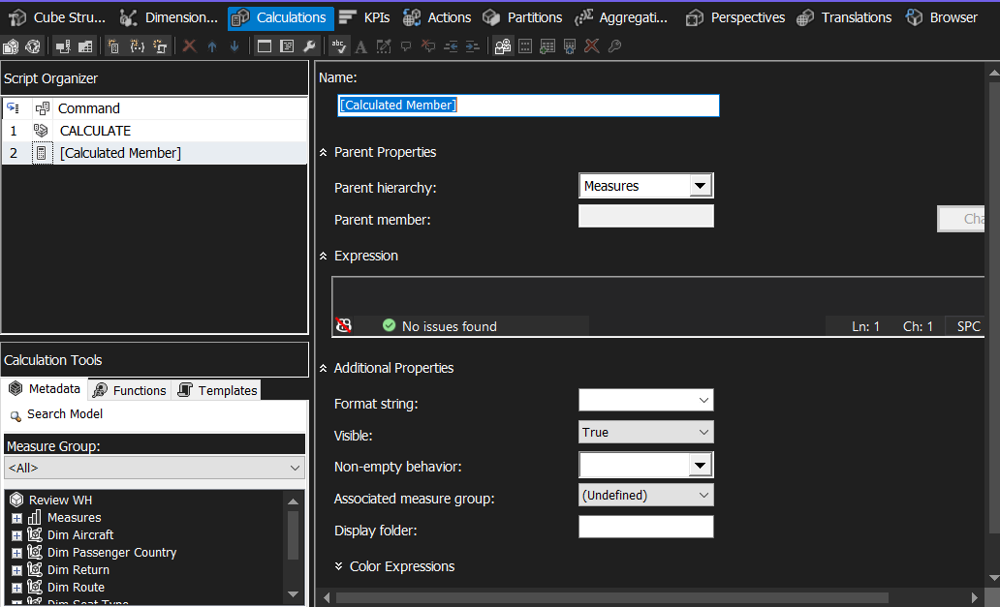 Cube Stru... Dimension... Calculations KPIs Actions Partitions Aggregati... Perspectives Translations Browser
Script Organizer
Command
1 CALCULATE
2 [Calculated Member]
Calculation Tools
Metadata Functions Templates
Search Model
Measure Group:
<All>
Review WH
Measures
Dim Aircraft
Dim Passenger Country
Dim Return
Dim Route
Dim Seat Type
Name:
[Calculated Member]
Parent Properties
Parent hierarchy: Measures
Parent member:
Cha
Expression
No issues found Ln: 1 Ch: 1 SPC
Additional Properties
Format string:
Visible: True
Non-empty behavior:
Associated measure group: (Undefined)
Display folder:
Color Expressions